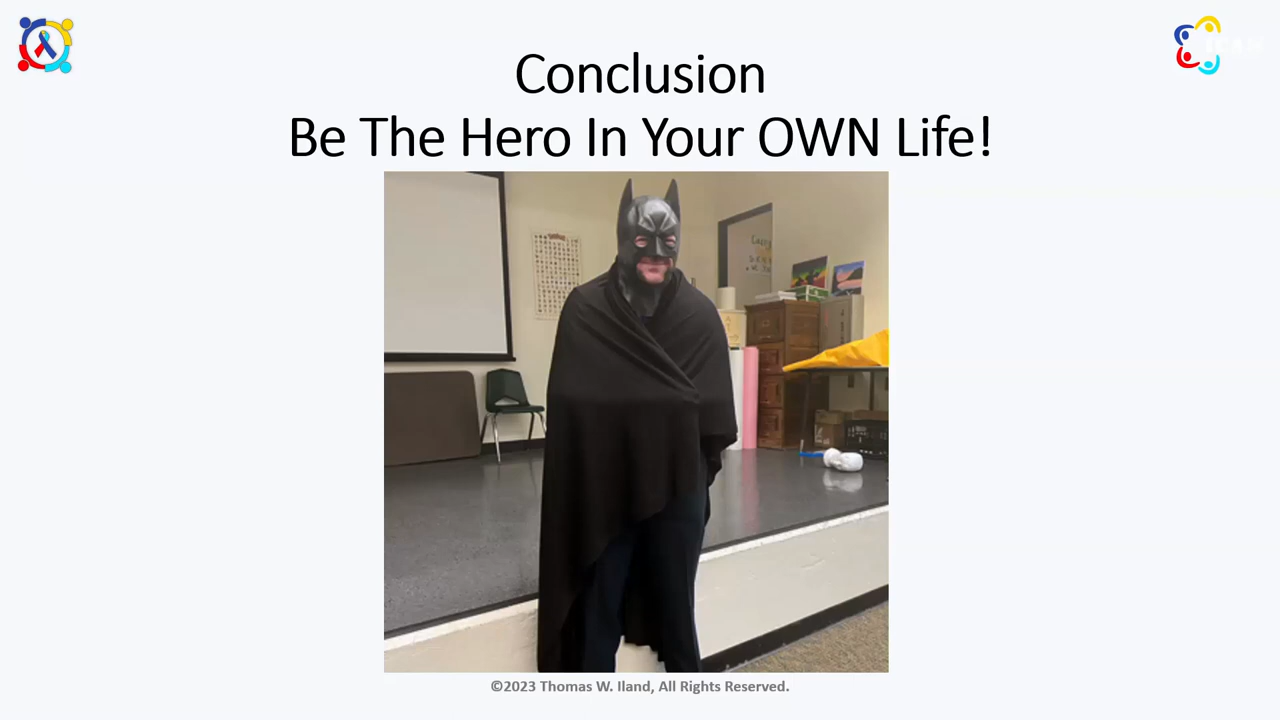 Conclusion
Be The Hero In Your OWN Life!
©2023 Thomas W. Iland, All Rights Reserved.